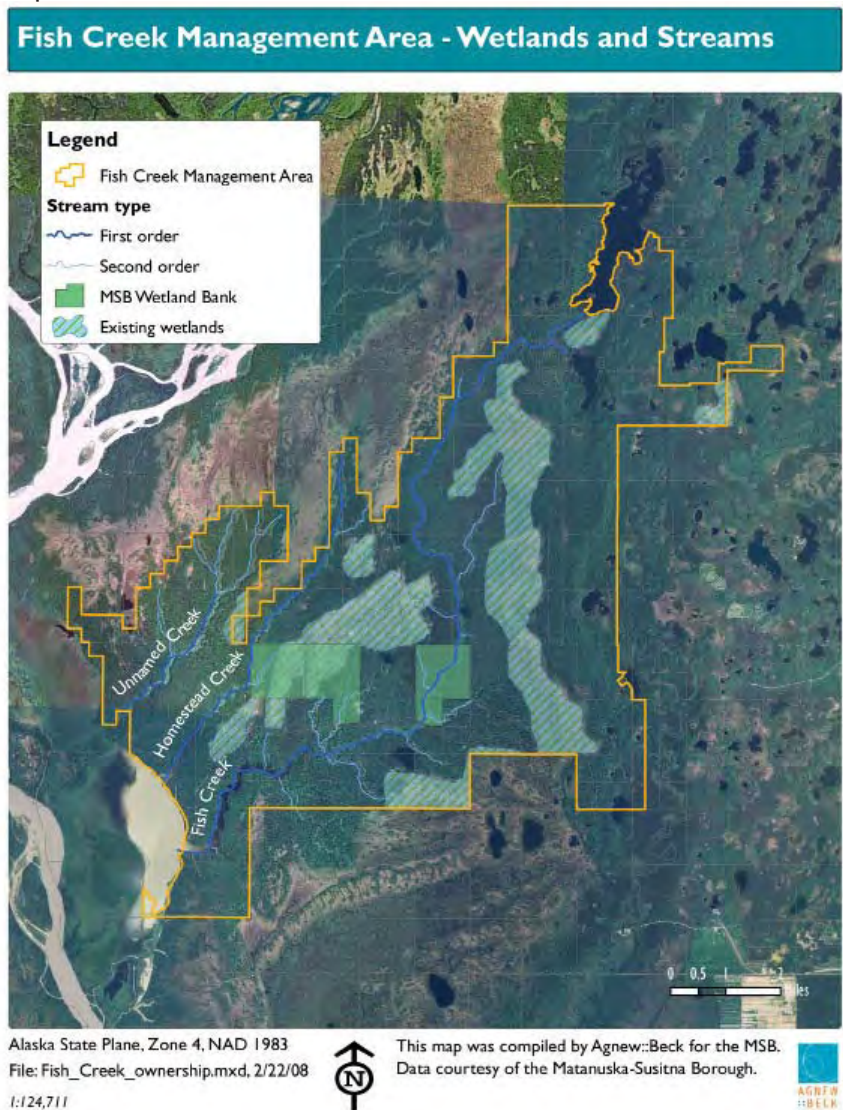 Fish Creek Management Area - Wetlands and Streams
Legend
Fish Creek Management Area
Stream type
First order
Second order
MSB Wetland Bank
Existing wetlands
Unnamed Creek
Homestead Creek
Fish Creek
0 0.5 1 2
Miles
Alaska State Plane, Zone 4, NAD 1983
File: Fish_Creek_ownership.mxd, 2/22/08
1:124,711
N
This map was compiled by Agnew::Beck for the MSB.
Data courtesy of the Matanuska-Susitna Borough.
AGNEW
::BECK